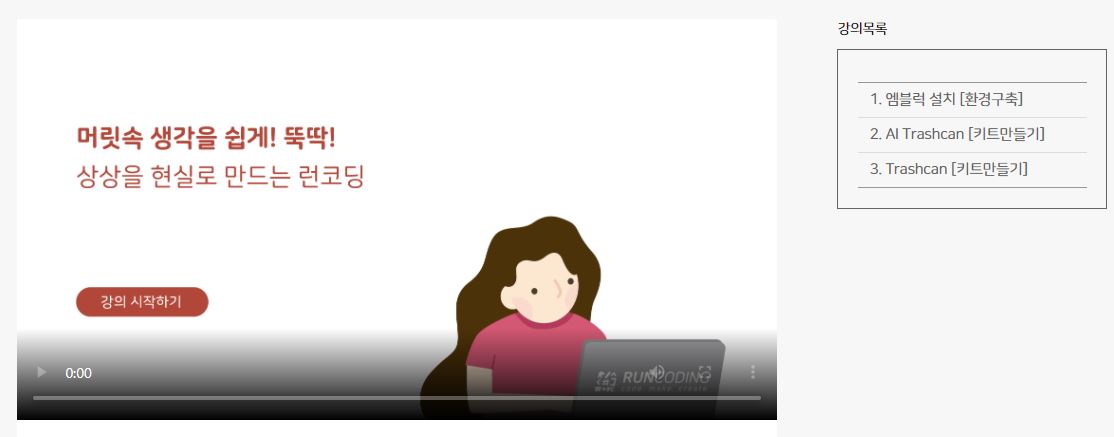 강의목록
머릿속 생각을 쉽게! 뚝딱!
상상을 현실로 만드는 런코딩
강의 시작하기
0:00
RUNCODING
code make create
1. 엠블럭 설치 [환경구축]
2. AI Trashcan [키트만들기]
3. Trashcan [키트만들기]